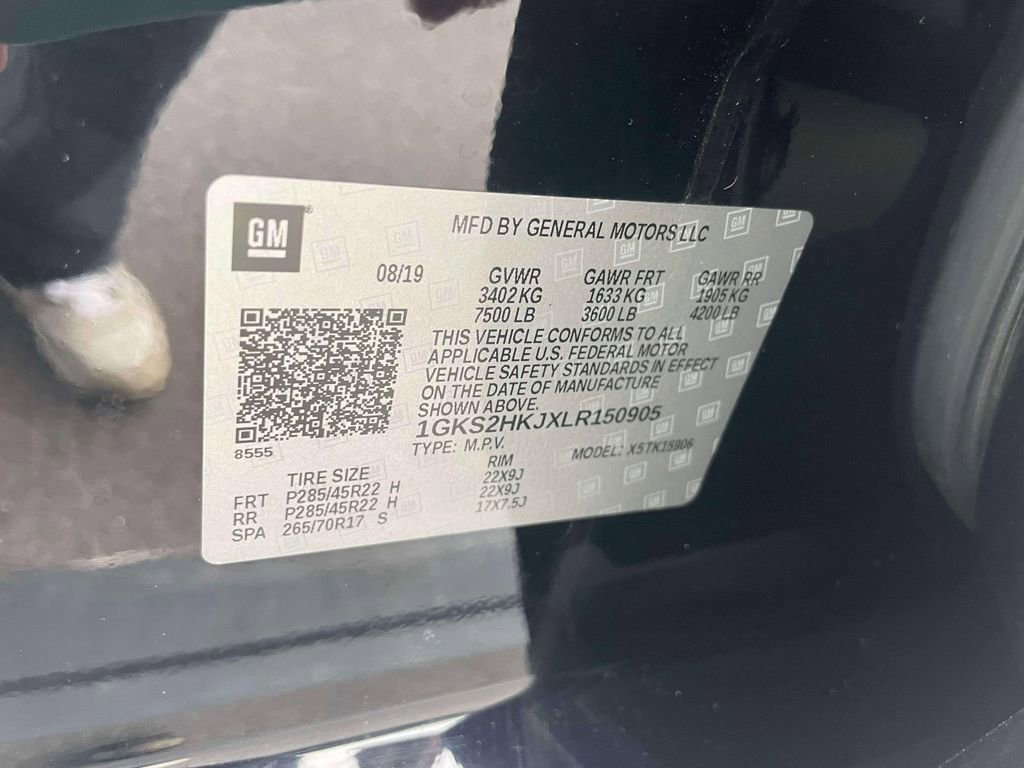 GM®
MFD BY GENERAL MOTORS LLC
08/19 GVWR GAWR FRT GAWR RR
3402 KG 1633 KG 1905 KG
7500 LB 3600 LB 4200 LB
THIS VEHICLE CONFORMS TO ALL
APPLICABLE U.S. FEDERAL MOTOR
VEHICLE SAFETY STANDARDS IN EFFECT
ON THE DATE OF MANUFACTURE
SHOWN ABOVE.
1GKS2HKJXLR150905
8555
TYPE: M.P.V. MODEL: X5TK15906
TIRE SIZE RIM
FRT P285/45R22 H 22X9J
RR P285/45R22 H 22X9J
SPA 265/70R17 S 17X7.5J